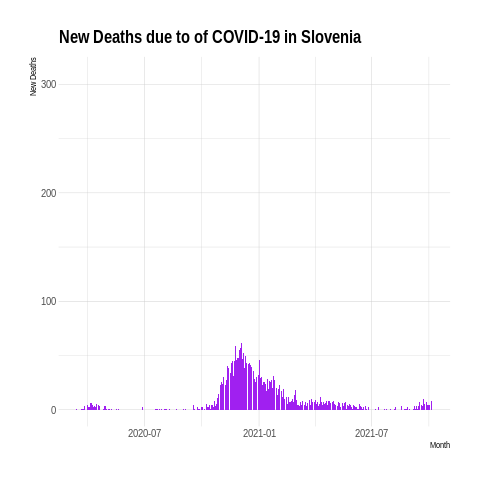 New Deaths due to of COVID-19 in Slovenia
New Deaths
300
200
100
0
2020-07
2021-01
2021-07
Month